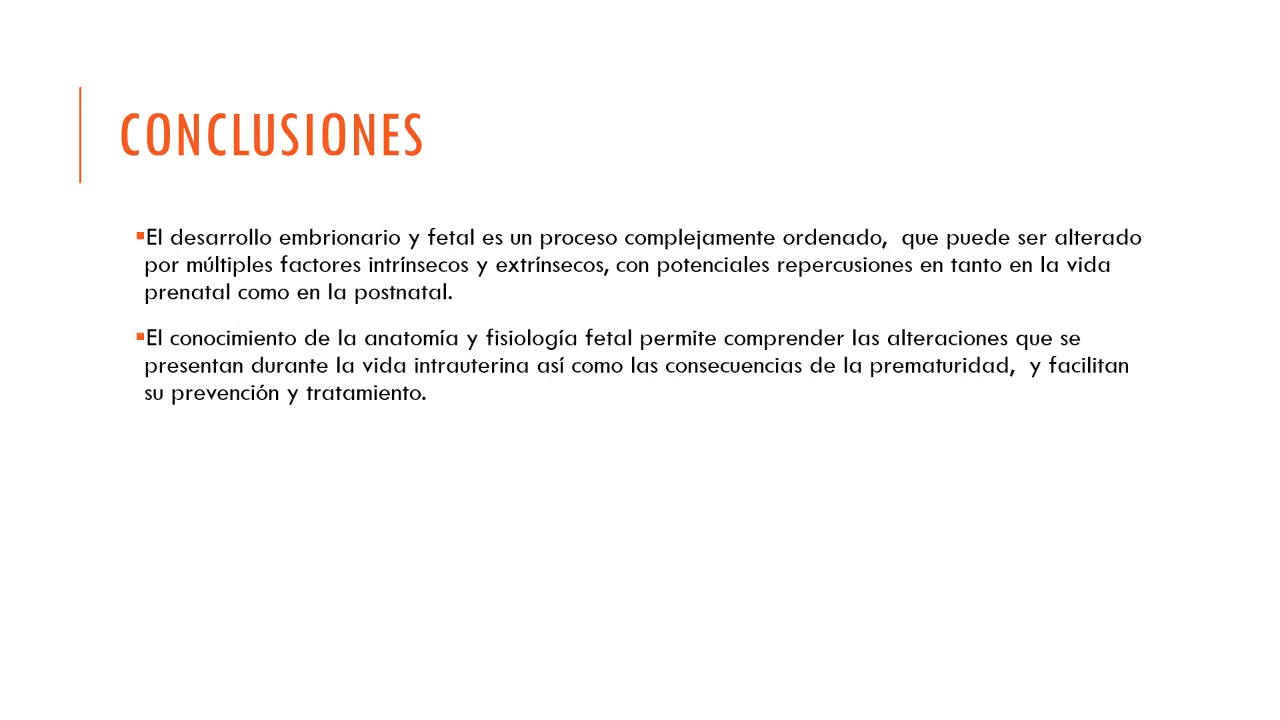 CONCLUSIONES
▪El desarrollo embrionario y fetal es un proceso complejamente ordenado,  que puede ser alterado
por múltiples factores intrínsecos y extrínsecos, con potenciales repercusiones en tanto en la vida
prenatal como en la postnatal.
▪El conocimiento de la anatomía y fisiología fetal permite comprender las alteraciones que se
presentan durante la vida intrauterina así como las consecuencias de la prematuridad,  y facilitan
su prevención y tratamiento.